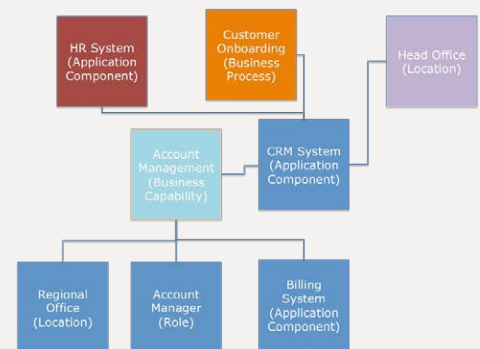 HR System
(Application
Component)
Customer
Onboarding
(Business
Process)
Head Office
(Location)
Account
Management
(Business
Capability)
CRM System
(Application
Component)
Regional
Office
(Location)
Account
Manager
(Role)
Billing
System
(Application
Component)